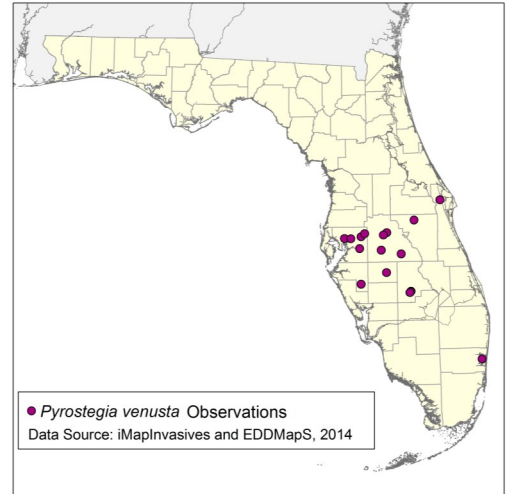 Pyrostegia venusta Observations
Data Source: iMapInvasives and EDDMapS, 2014